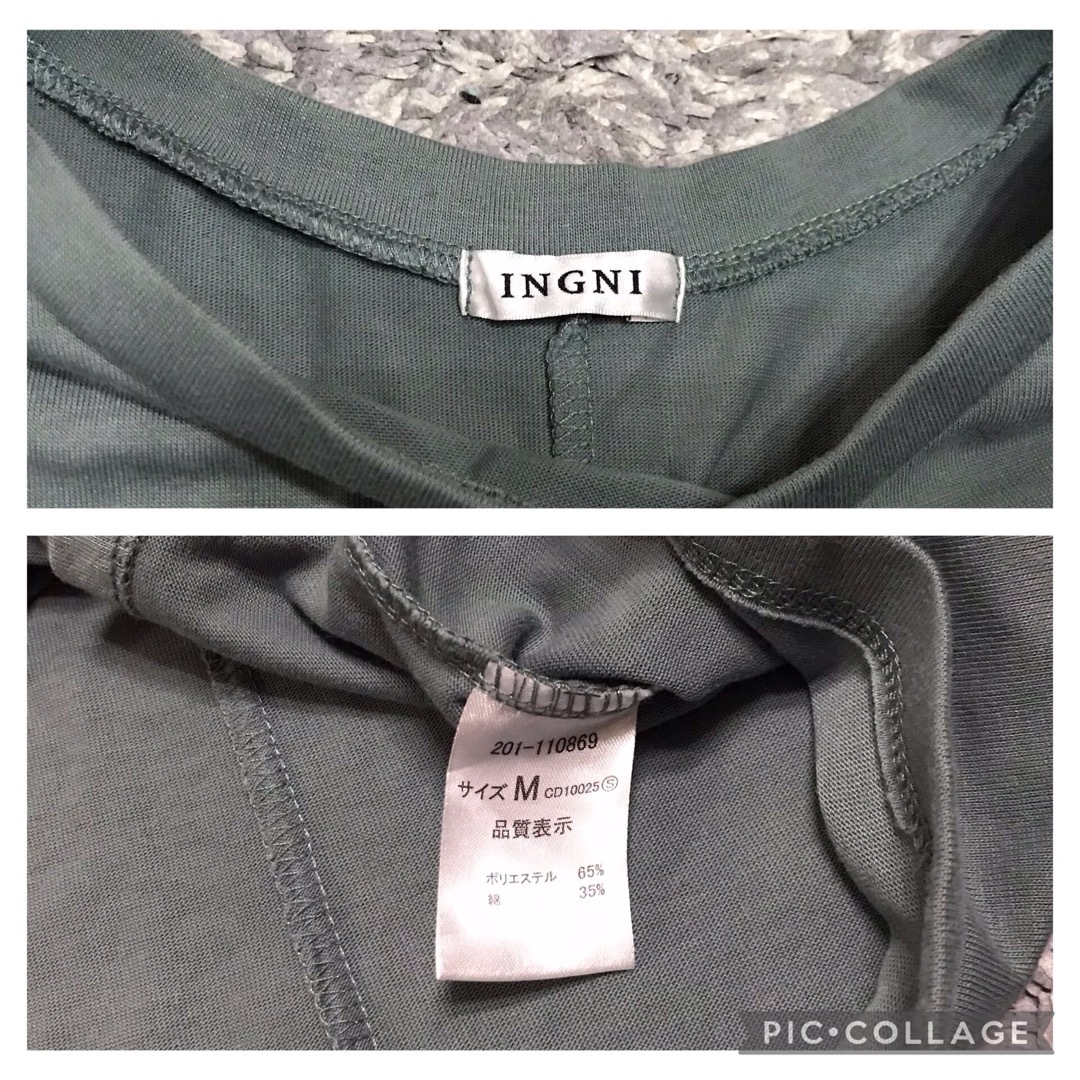 INGNI
201-110869
サイズ M CD10025Ⓢ
品質表示
ポリエステル 65%
綿 35%
PIC•COLLAGE